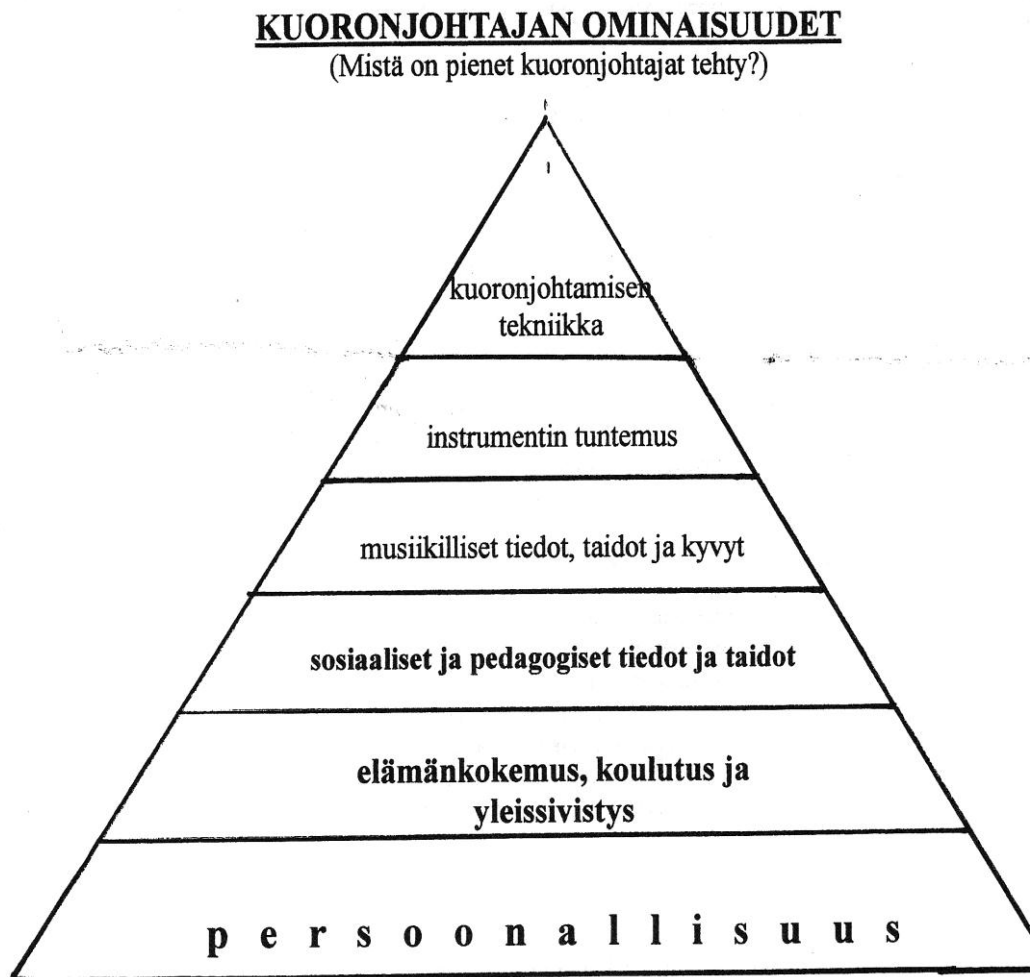 KUORONJOHTAJAN OMINAISUUDET
(Mistä on pienet kuoronjohtajat tehty?)
kuoronjohtamisen
tekniikka
instrumentin tuntemus
musiikilliset tiedot, taidot ja kyvyt
sosiaaliset ja pedagogiset tiedot ja taidot
elämänkokemus, koulutus ja
yleissivistys
p e r s o o n a l l i s u u s